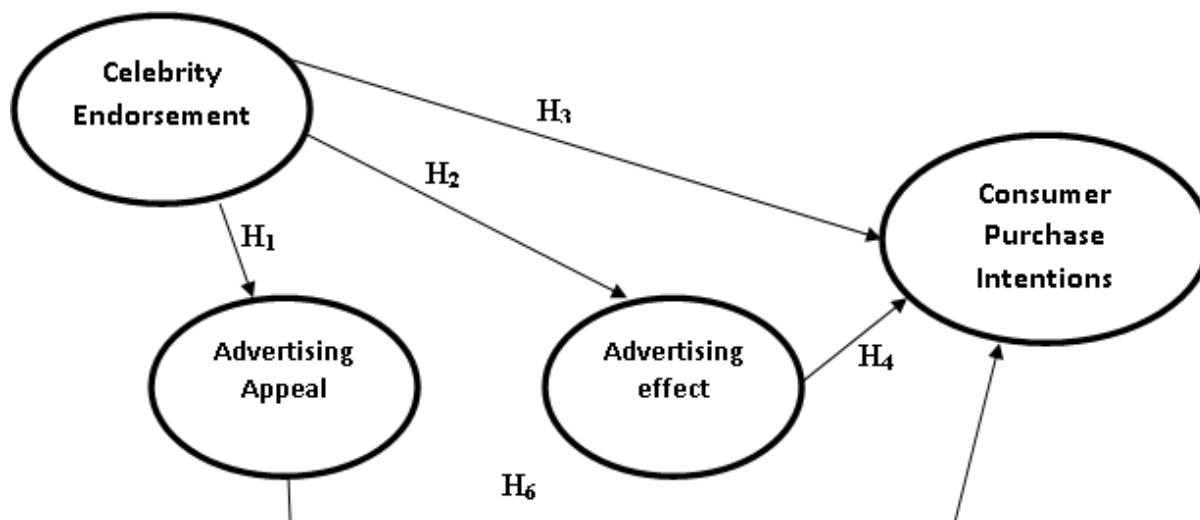 Celebrity
Endorsement
H₃
H₂
Consumer
Purchase
Intentions
H₁
Advertising
Appeal
Advertising
effect
H₄
H₆